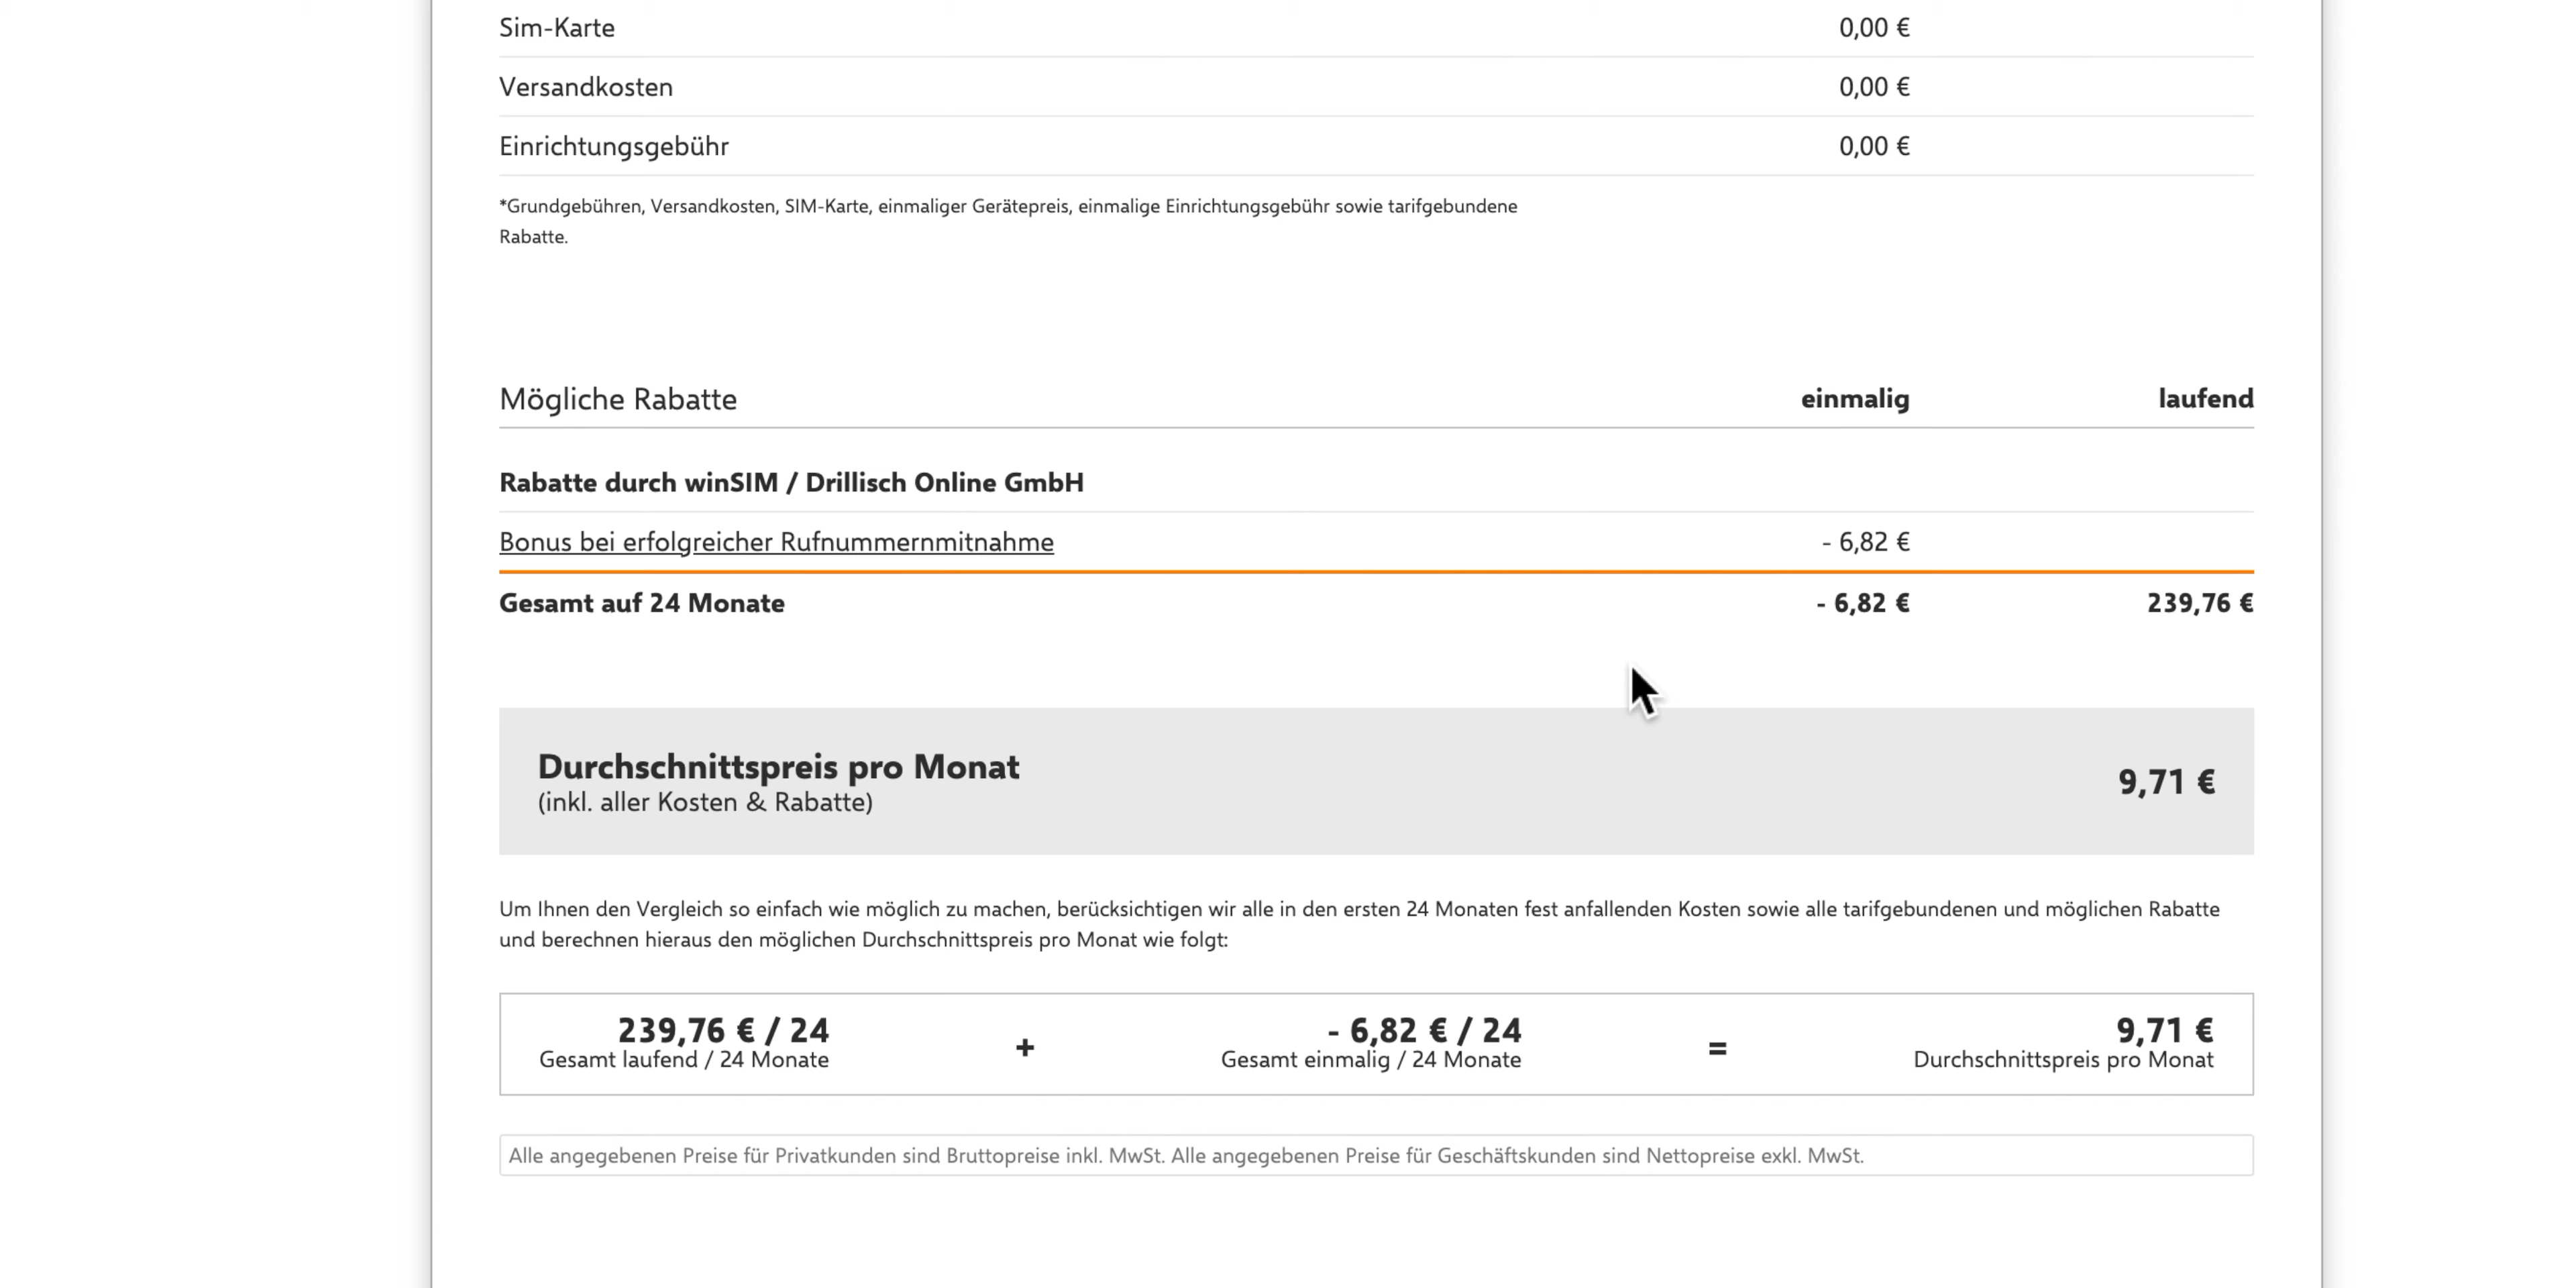 Sim-Karte 0,00 €
Versandkosten 0,00 €
Einrichtungsgebühr 0,00 €
*Grundgebühren, Versandkosten, SIM-Karte, einmaliger Gerätepreis, einmalige Einrichtungsgebühr sowie tarifgebundene
Rabatte.
Mögliche Rabatte einmalig laufend
Rabatte durch winSIM / Drillisch Online GmbH
Bonus bei erfolgreicher Rufnummernmitnahme - 6,82 €
Gesamt auf 24 Monate - 6,82 € 239,76 €
Durchschnittspreis pro Monat 9,71 €
(inkl. aller Kosten & Rabatte)
Um Ihnen den Vergleich so einfach wie möglich zu machen, berücksichtigen wir alle in den ersten 24 Monaten fest anfallenden Kosten sowie alle tarifgebundenen und möglichen Rabatte
und berechnen hieraus den möglichen Durchschnittspreis pro Monat wie folgt:
239,76 € / 24 + - 6,82 € / 24 = 9,71 €
Gesamt laufend / 24 Monate Gesamt einmalig / 24 Monate Durchschnittspreis pro Monat
Alle angegebenen Preise für Privatkunden sind Bruttopreise inkl. MwSt. Alle angegebenen Preise für Geschäftskunden sind Nettopreise exkl. MwSt.